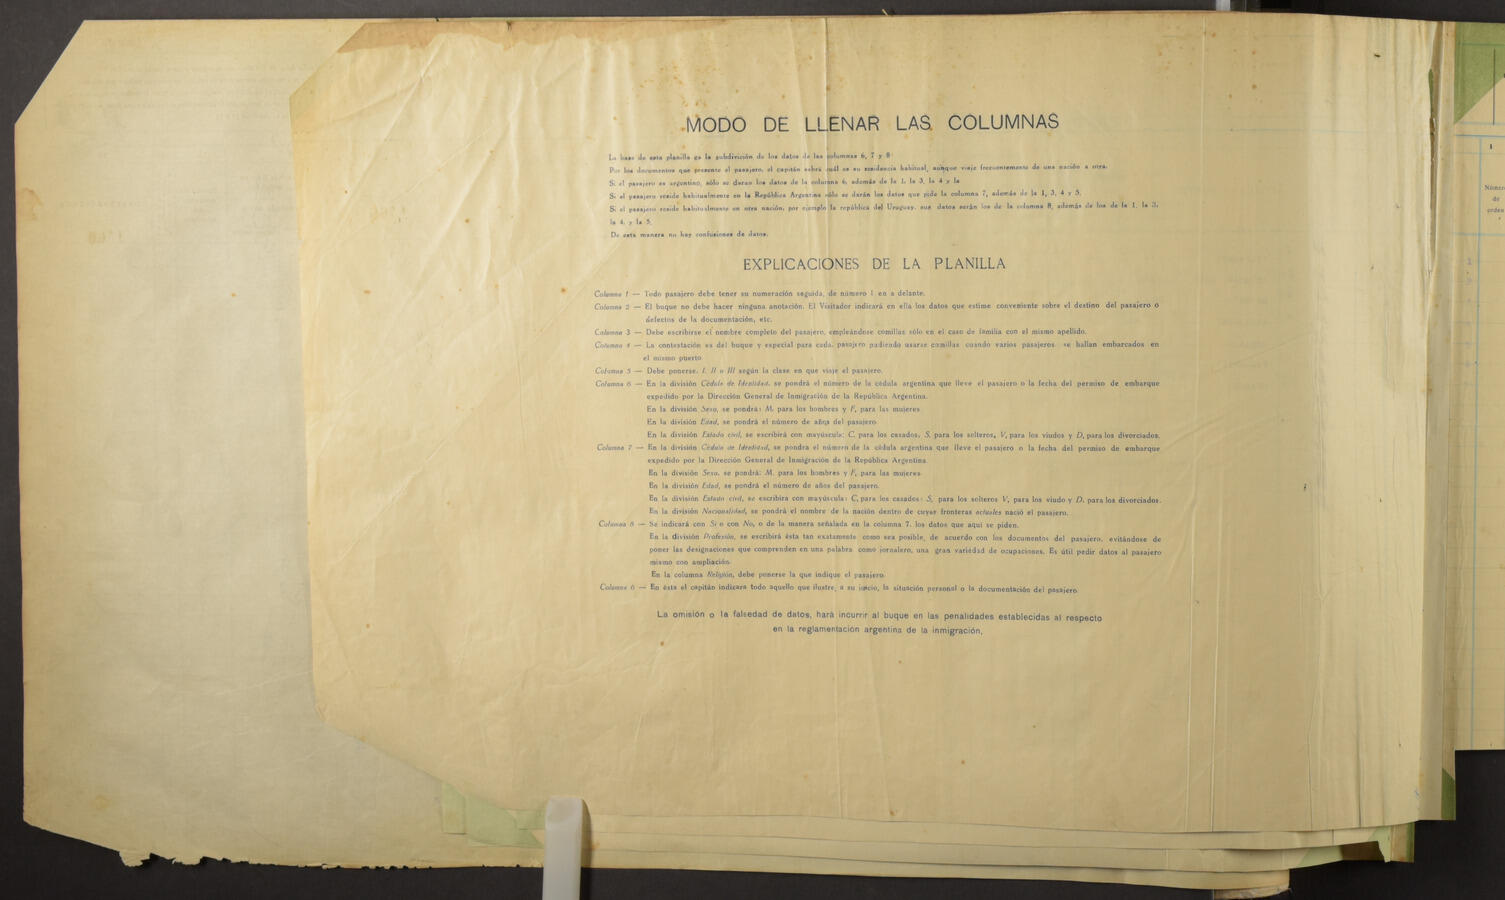 MODO DE LLENAR LAS COLUMNAS
La base de esta planilla es la subdivisión de los datos de las columnas 6, 7 y 8:
Por los documentos que presente el pasajero, el capitán sabrá cuál es su residencia habitual, aunque viaje frecuentemente de una nación a otra.
Si el pasajero es argentino, sólo se daran los datos de la columna 6, además de la 1, la 3, la 4 y la
Si el pasajero reside habitualmente en la República Argentina sólo se darán los datos que pide la columna 7, además de la 1, 3, 4 y 5.
Si el pasajero reside habitualmente en otra nación, por ejemplo la república del Uruguay, sus datos serán los de la columna 8, además de los de la 1, la 3,
la 4, y la 5.
De esta manera no hay confusiones de datos.
EXPLICACIONES DE LA PLANILLA
Columna 1 — Todo pasajero debe tener su numeración seguida, de número 1 en a delante.
Columna 2 — El buque no debe hacer ninguna anotación. El Visitador indicará en ella los datos que estime conveniente sobre el destino del pasajero o
defectos de la documentación, etc.
Columna 3 — Debe escribirse el nombre completo del pasajero, empleándose comillas sólo en el caso de familia con el mismo apellido.
Columna 4 — La contestación es del buque y especial para cada, pasajero pudiendo usarse comillas cuando varios pasajeros se hallan embarcados en
el mismo puerto
Columna 5 — Debe ponerse, I, II o III según la clase en que viaje el pasajero.
Columna 6 — En la división Cédula de Identidad, se pondrá el número de la cédula argentina que lleve el pasajero o la fecha del permiso de embarque
expedido por la Dirección General de Inmigración de la República Argentina.
En la división Sexo, se pondrá: M, para los hombres y F, para las mujeres
En la división Edad, se pondrá el número de años del pasajero
En la división Estado civil, se escribirá con mayúscula: C, para los casados, S, para los solteros, V, para los viudos y D, para los divorciados.
Columna 7 — En la división Cédula de Identidad, se pondra el número de la cédula argentina que lleve el pasajero o la fecha del permiso de embarque
expedido por la Dirección General de Inmigración de la República Argentina.
En la división Sexo, se pondrá: M. para los hombres y F, para las mujeres
En la división Edad, se pondrá el número de años del pasajero.
En la división Estado civil, se escribira con mayúscula: C, para los casados: S, para los solteros V, para los viudo y D, para los divorciados.
En la división Nacionalidad, se pondrá el nombre de la nación dentro de cuyas fronteras actuales nació el pasajero.
Columna 8 — Se indicará con Si o con No, o de la manera señalada en la columna 7, los datos que aquí se piden.
En la división Profesión, se escribirá ésta tan exatamente como sea posible, de acuerdo con los documentos del pasajero, evitándose de
poner las designaciones que comprenden en una palabra como jornalero, una gran variedad de ocupaciones. Es útil pedir datos al pasajero
mismo con ampliación.
En la columna Religión, debe ponerse la que indique el pasajero.
Columna 6 — En ésta el capitán indicara todo aquello que ilustre, a su juicio, la situación personal o la documentación del pasajero
La omisión o la falsedad de datos, hará incurrir al buque en las penalidades establecidas al respecto
en la reglamentación argentina de la inmigración,
1
Número
de
orden
1